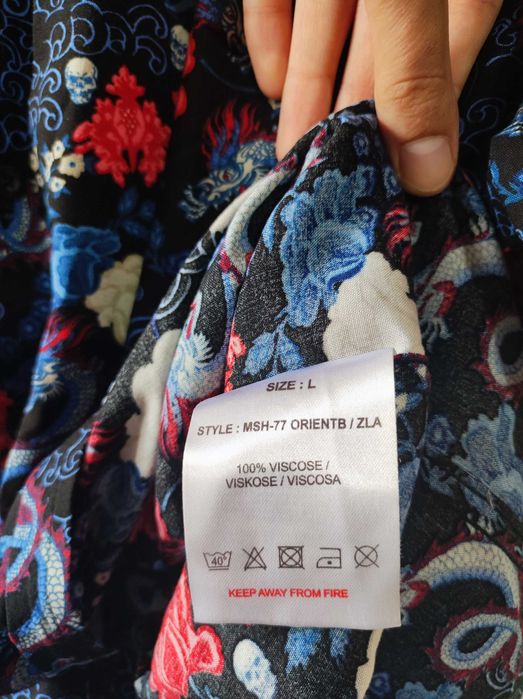 SIZE : L
STYLE : MSH-77 ORIENTB / ZLA
100% VISCOSE /
VISKOSE / VISCOSA
40°
KEEP AWAY FROM FIRE